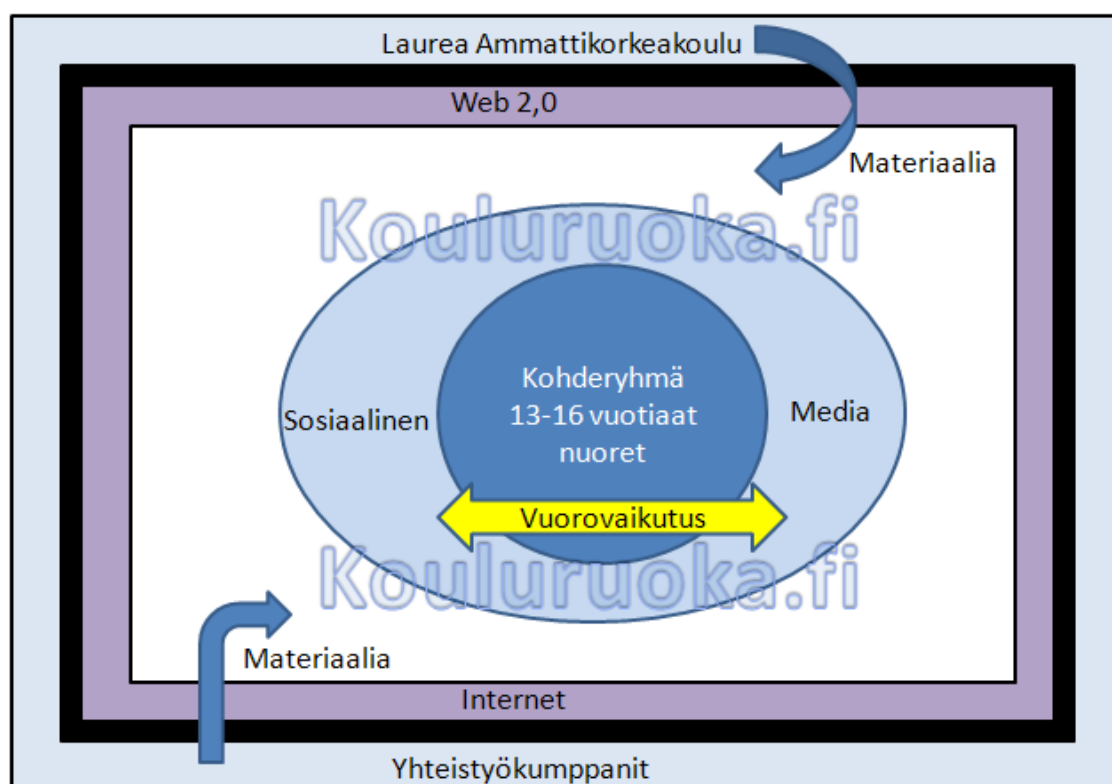 Laurea Ammattikorkeakoulu
Web 2,0
Materiaalia
Kouluruoka.fi
Kohderyhmä
13-16 vuotiaat
nuoret
Sosiaalinen
Media
Vuorovaikutus
Kouluruoka.fi
Materiaalia
Internet
Yhteistyökumppanit